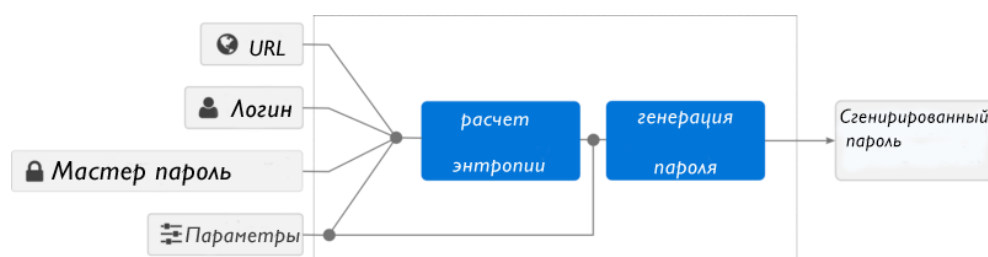 URL
Логин
Мастер пароль
Параметры
расчет
энтропии
генерация
пароля
Сгенирированный
пароль